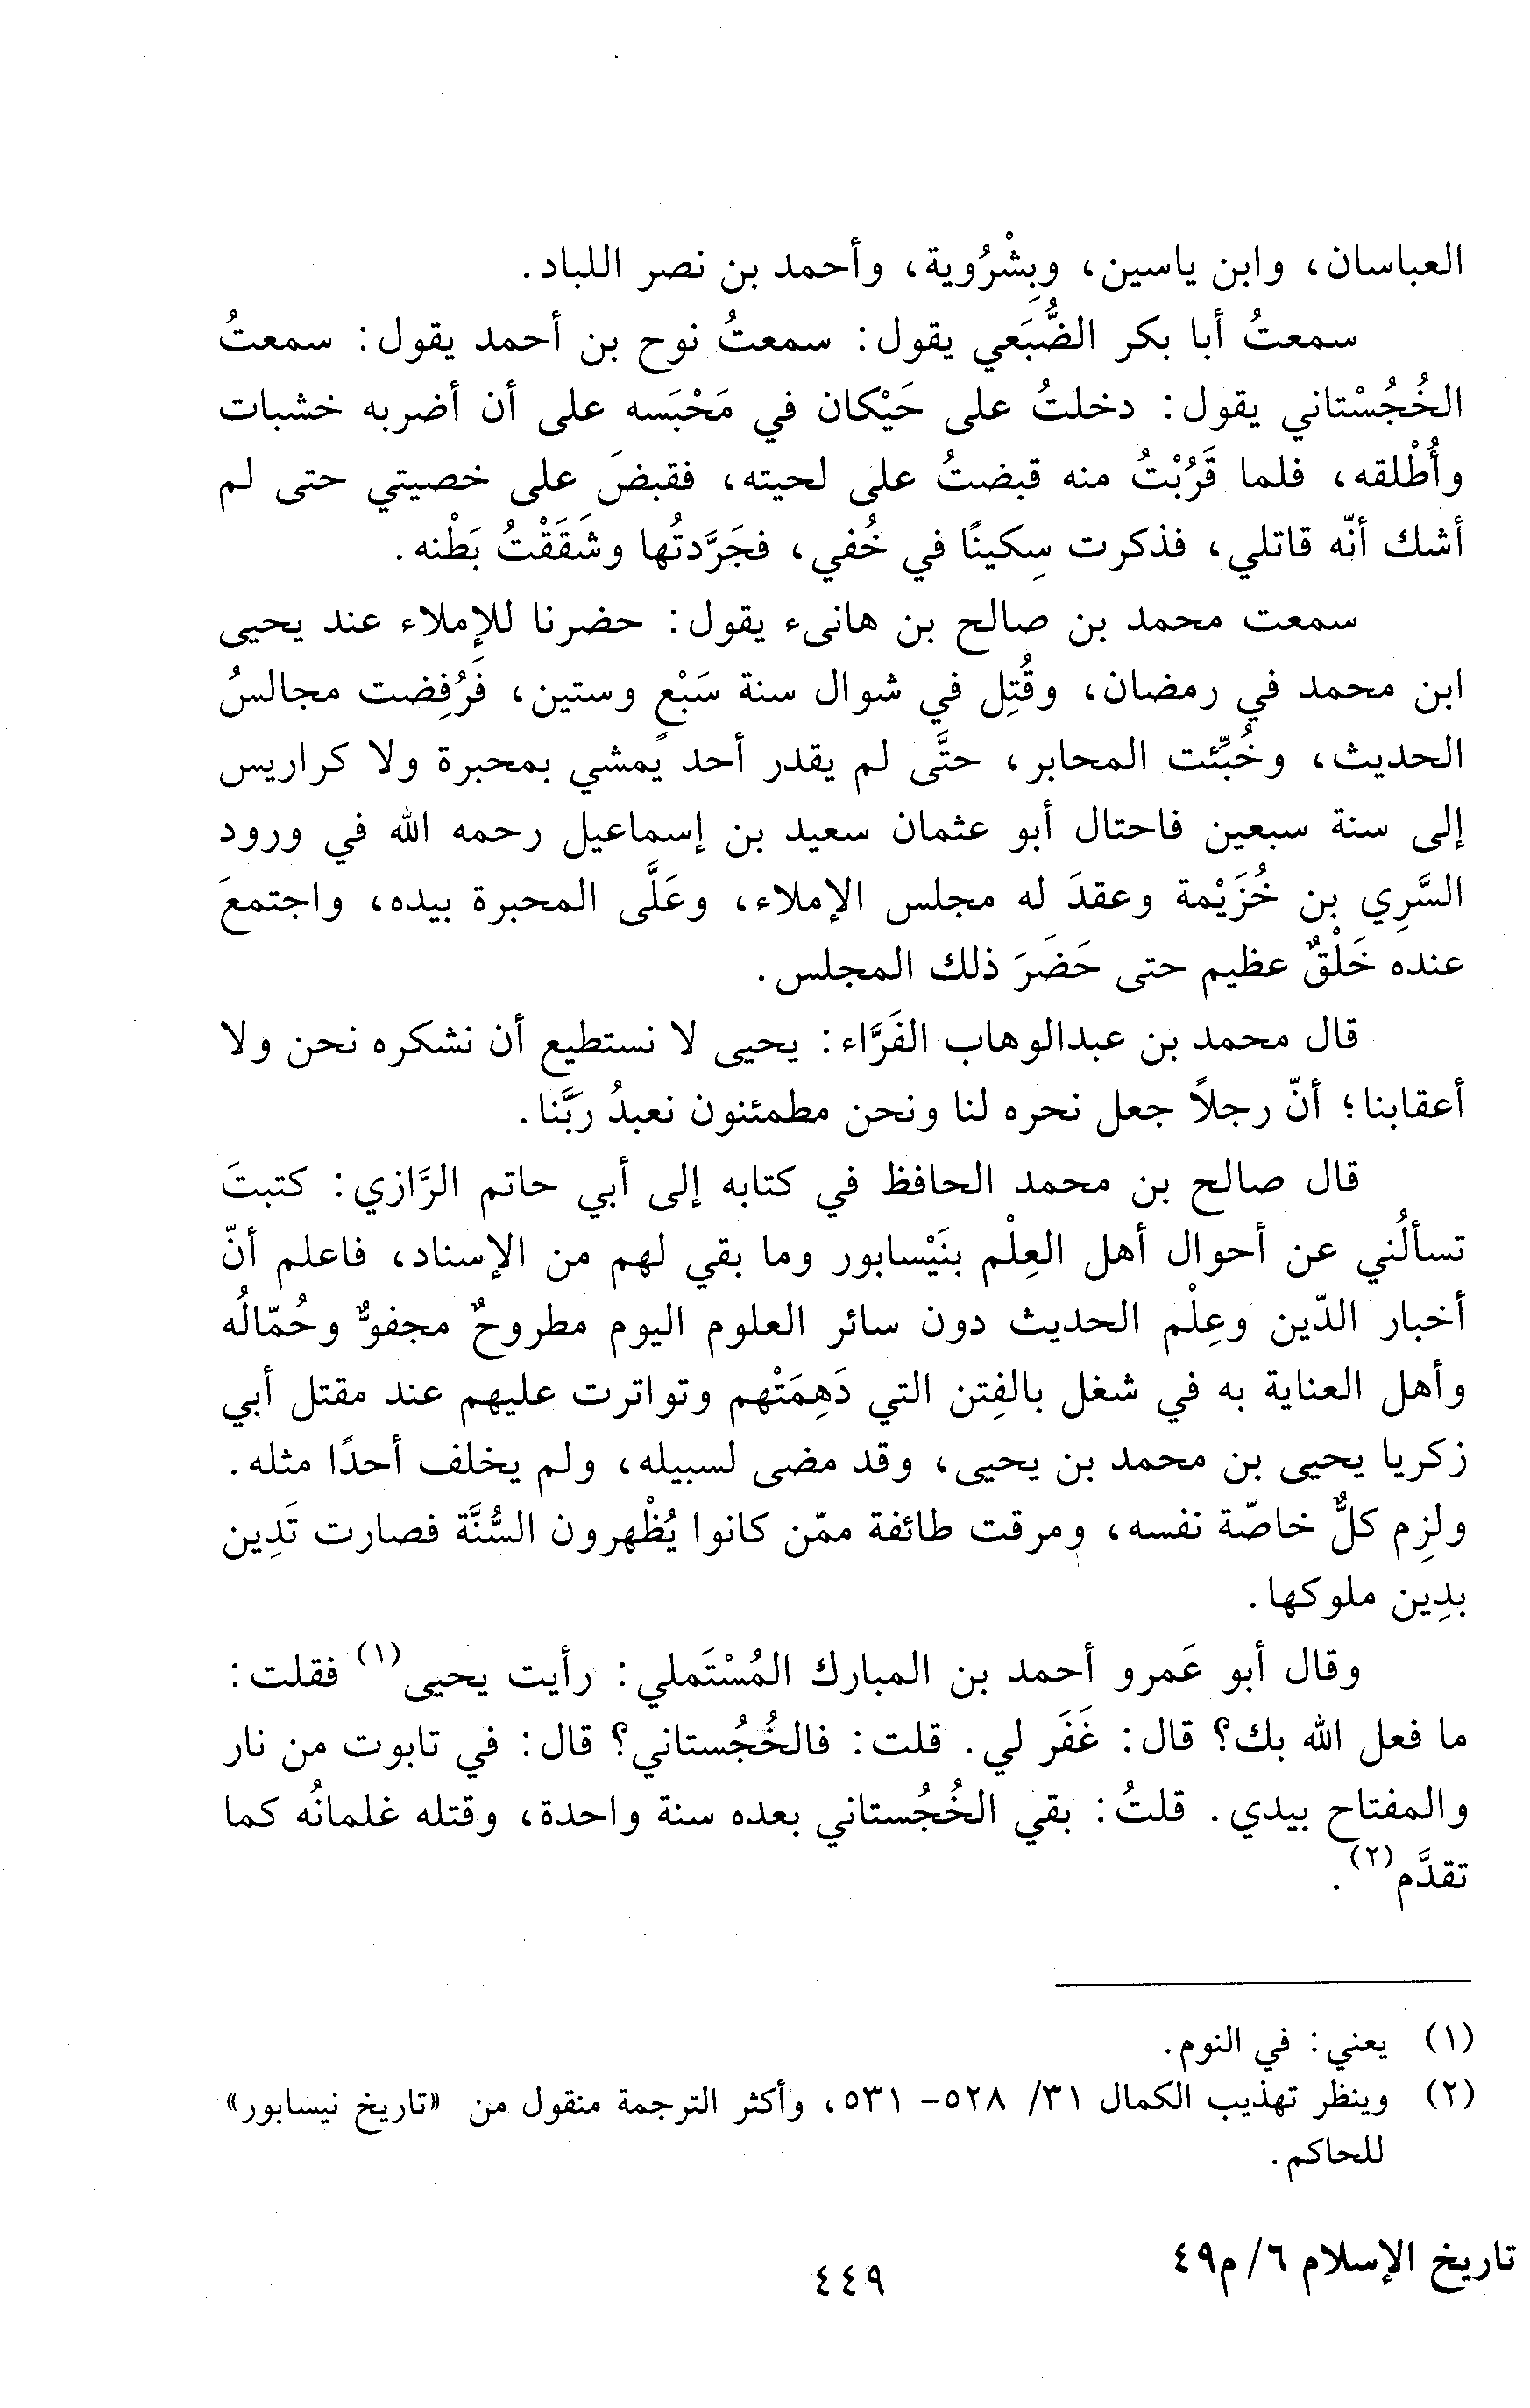 العباسان، وابن ياسين، وبِشْرُوية، وأحمد بن نصر اللباد.
سمعتُ أبا بكر الضُّبَعي يقول: سمعتُ نوح بن أحمد يقول: سمعتُ
الخُجُسْتاني يقول: دخلتُ على حَيْكان في مَحْبَسه على أن أضربه خشبات
وأُطْلقه، فلما قَرُبْتُ منه قبضتُ على لحيته، فقبضَ على خصيتي حتى لم
أشك أنّه قاتلي، فذكرت سِكينًا في خُفي، فجَرَّدتُها وشَقَقْتُ بَطْنه.
سمعت محمد بن صالح بن هانىء يقول: حضرنا للإملاء عند يحيى
ابن محمد في رمضان، وقُتِل في شوال سنة سَبْعٍ وستين، فَرُفِضت مجالسُ
الحديث، وخُبِّئت المحابر، حتَّى لم يقدر أحد يمشي بمحبرة ولا كراريس
إلى سنة سبعين فاحتال أبو عثمان سعيد بن إسماعيل رحمه الله في ورود
السَّرِي بن خُزَيْمة وعقدَ له مجلس الإملاء، وعَلَّى المحبرة بيده، واجتمعَ
عنده خَلْقٌ عظيم حتى حَضَرَ ذلك المجلس.
قال محمد بن عبدالوهاب الفَرَّاء: يحيى لا نستطيع أن نشكره نحن ولا
أعقابنا؛ أنّ رجلاً جعل نحره لنا ونحن مطمئنون نعبدُ ربَّنا.
قال صالح بن محمد الحافظ في كتابه إلى أبي حاتم الرَّازي: كتبتَ
تسألُني عن أحوال أهل العِلْم بنَيْسابور وما بقي لهم من الإسناد، فاعلم أنّ
أخبار الدّين وعِلْم الحديث دون سائر العلوم اليوم مطروحٌ مجفوٌّ وحُمّالُه
وأهل العناية به في شغل بالفِتن التي دَهِمَتْهم وتواترت عليهم عند مقتل أبي
زكريا يحيى بن محمد بن يحيى، وقد مضى لسبيله، ولم يخلف أحدًا مثله.
ولزِم كلٌّ خاصّة نفسه، ومرقت طائفة ممّن كانوا يُظْهرون السُّنَّة فصارت تَدِين
بدِين ملوكها.
وقال أبو عَمرو أحمد بن المبارك المُسْتَملي: رأيت يحيى(١) فقلت:
ما فعل الله بك؟ قال: غَفَر لي. قلت: فالخُجُستاني؟ قال: في تابوت من نار
والمفتاح بيدي. قلتُ: بقي الخُجُستاني بعده سنة واحدة، وقتله غلمانُه كما
تقدَّم(٢).
(١) يعني: في النوم.
(٢) وينظر تهذيب الكمال ٣١/ ٥٢٨- ٥٣١، وأكثر الترجمة منقول من «تاريخ نيسابور»
للحاكم.
تاريخ الإسلام ٦/ م٤٩
٤٤٩